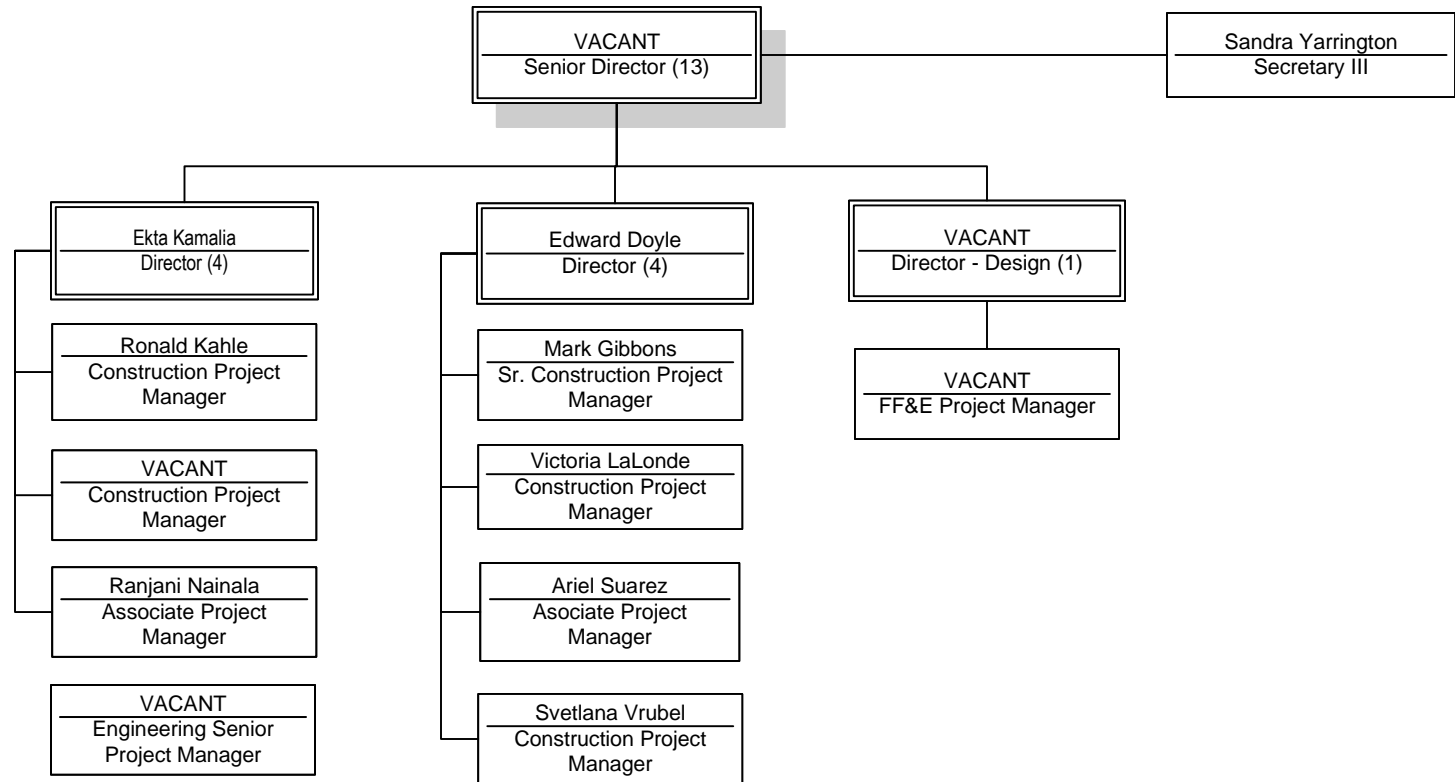 VACANT
Senior Director (13)
Sandra Yarrington
Secretary III
Ekta Kamalia
Director (4)
Ronald Kahle
Construction Project
Manager
VACANT
Construction Project
Manager
Ranjani Nainala
Associate Project
Manager
VACANT
Engineering Senior
Project Manager
Edward Doyle
Director (4)
Mark Gibbons
Sr. Construction Project
Manager
Victoria LaLonde
Construction Project
Manager
Ariel Suarez
Asociate Project
Manager
Svetlana Vrubel
Construction Project
Manager
VACANT
Director - Design (1)
VACANT
FF&E Project Manager